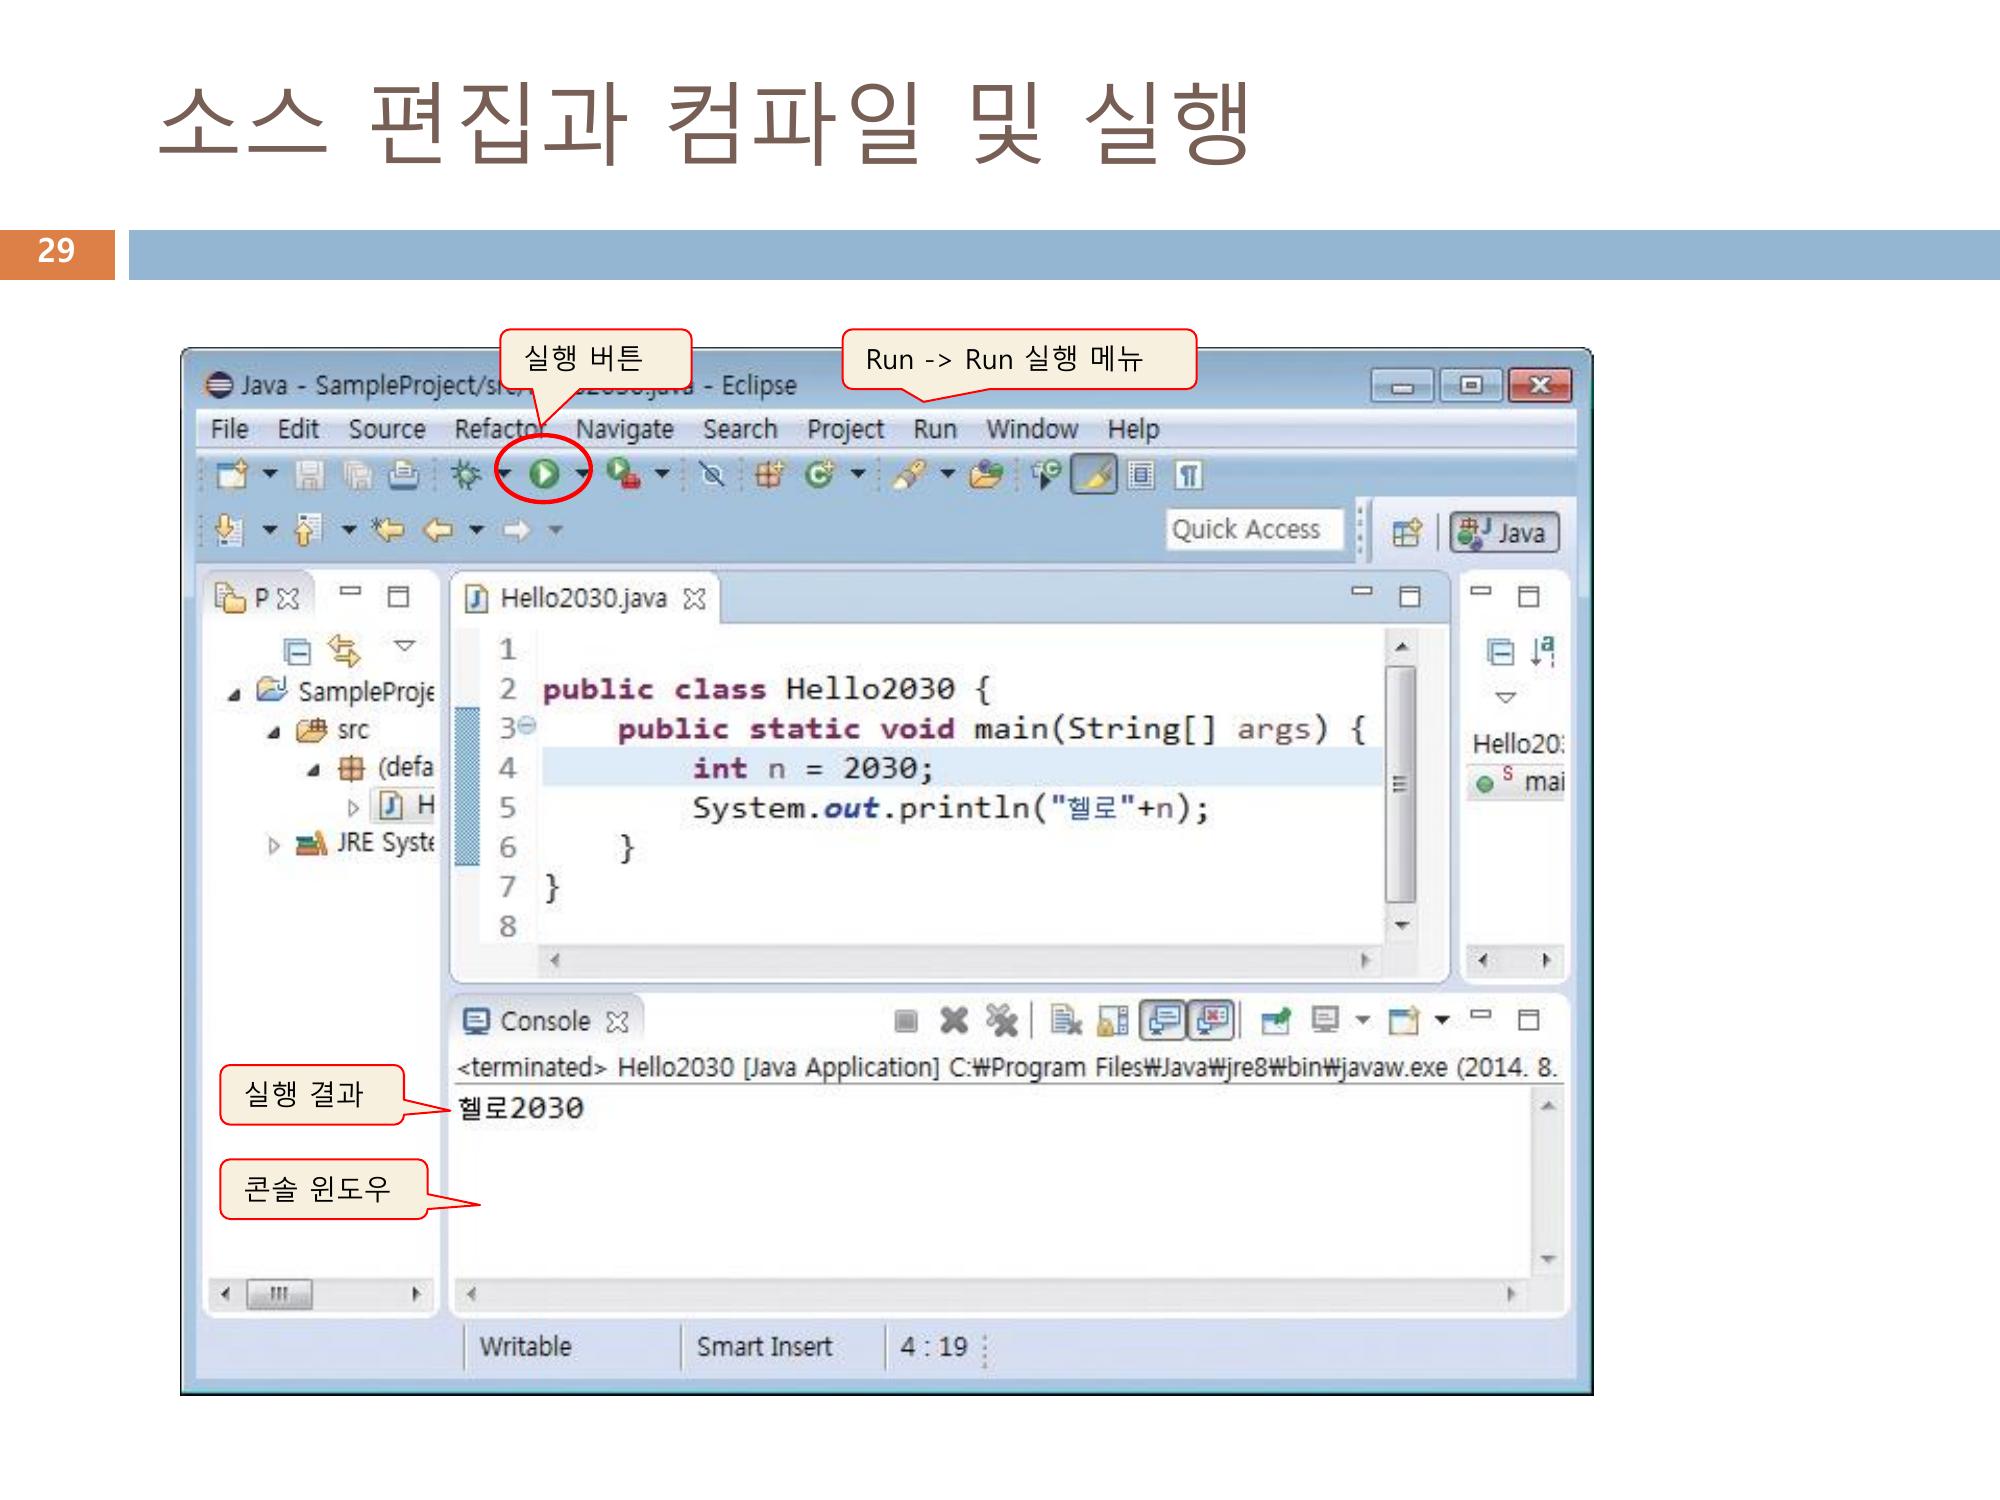 소스 편집과 컴파일 및 실행
29
실행 버튼
Run -> Run 실행 메뉴
Java - SampleProject/src/ - Eclipse
File Edit Source Refactor Navigate Search Project Run Window Help
Quick Access
Java
P
Hello2030.java
SampleProje
src
(defa
H
JRE Syste
1
2 public class Hello2030 {
3 public static void main(String[] args) {
4 int n = 2030;
5 System.out.println("헬로"+n);
6 }
7 }
8
Hello20
S mai
Console
<terminated> Hello2030 [Java Application] C:₩Program Files₩Java₩jre8₩bin₩javaw.exe (2014. 8.
실행 결과
헬로2030
콘솔 윈도우
Writable Smart Insert 4 : 19